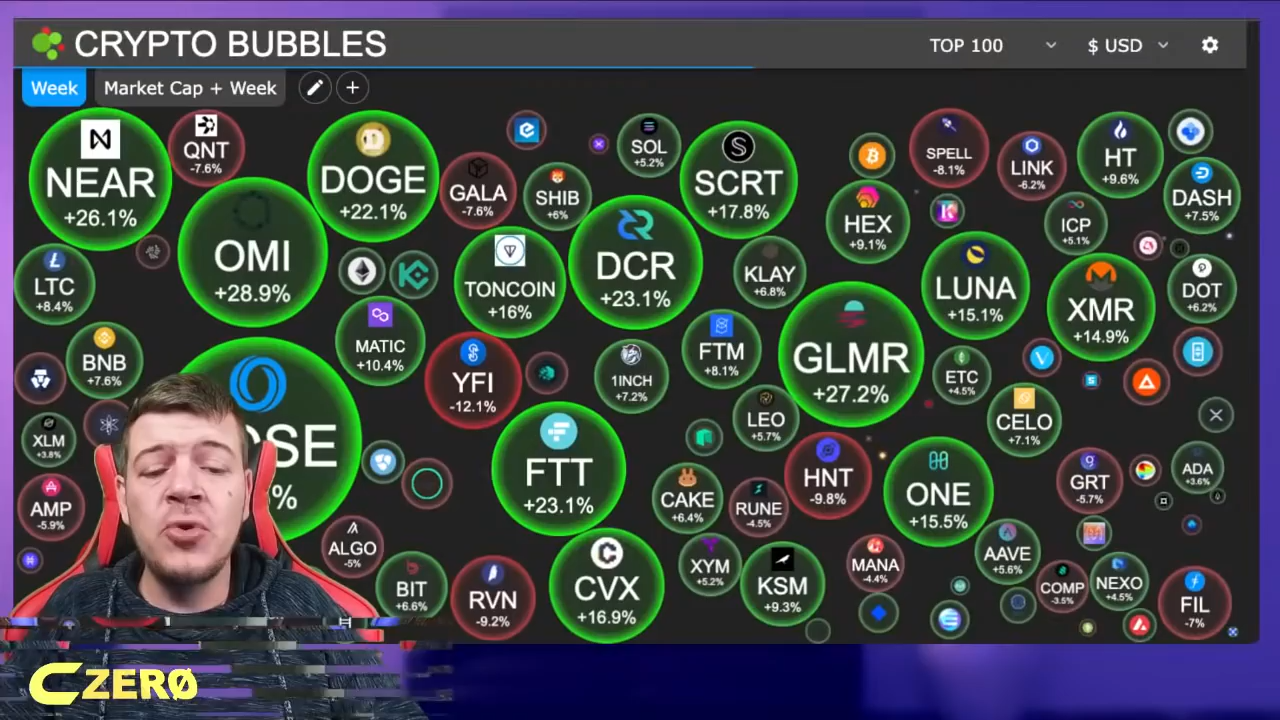 CRYPTO BUBBLES
TOP 100
$ USD
Week
Market Cap + Week
NEAR
+26.1%
QNT
-7.6%
DOGE
+22.1%
GALA
-7.6%
SHIB
+6%
SOL
+5.2%
SCRT
+17.8%
SPELL
-8.1%
LINK
-6.2%
HT
+9.6%
DASH
+7.5%
HEX
+9.1%
ICP
+5.1%
OMI
+28.9%
LTC
+8.4%
TONCOIN
+16%
DCR
+23.1%
KLAY
+6.8%
LUNA
+15.1%
XMR
+14.9%
DOT
+6.2%
BNB
+7.6%
MATIC
+10.4%
YFI
-12.1%
1INCH
+7.2%
FTM
+8.1%
GLMR
+27.2%
ETC
+4.5%
LEO
+5.7%
CELO
+7.1%
XLM
+3.8%
SE
%
FTT
+23.1%
CAKE
+6.4%
RUNE
-4.5%
HNT
-9.8%
ONE
+15.5%
GRT
-5.7%
ADA
+3.6%
AMP
-5.9%
ALGO
-5%
BIT
+6.6%
RVN
-9.2%
CVX
+16.9%
XYM
+5.2%
KSM
+9.3%
MANA
-4.4%
AAVE
+5.6%
COMP
-3.5%
NEXO
+4.5%
FIL
-7%
CZERØ